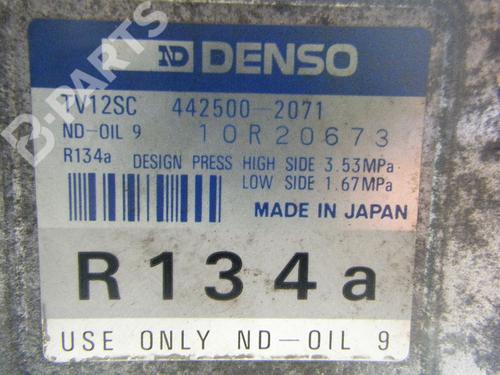 ND DENSO
TV12SC 442500-2071
ND-OIL 9 10R20673
R134a DESIGN PRESS HIGH SIDE 3.53MPa
LOW SIDE 1.67MPa
MADE IN JAPAN
R134a
USE ONLY ND-OIL 9
B-PARTS